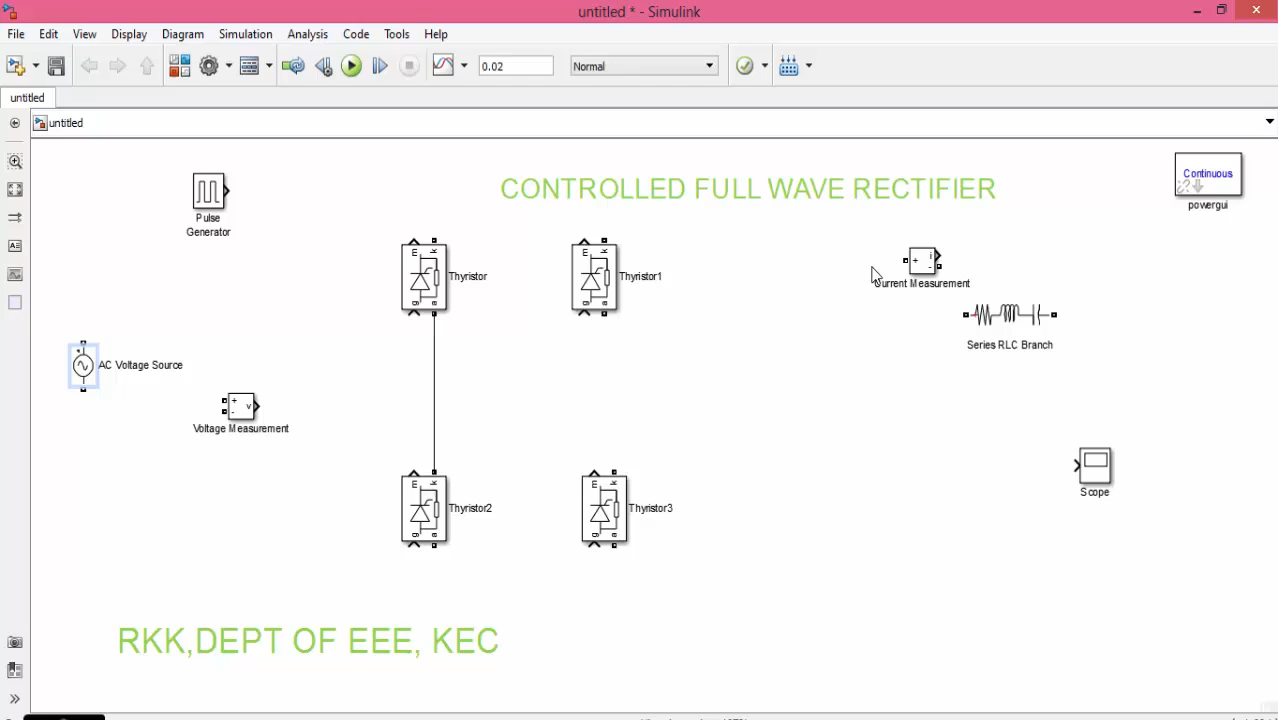 untitled * - Simulink
File Edit View Display Diagram Simulation Analysis Code Tools Help
0.02 Normal
untitled
untitled
CONTROLLED FULL WAVE RECTIFIER
Continuous
powergui
Pulse
Generator
m k
Thyristor
g a
m k
Thyristor1
g a
+ i
-
Current Measurement
Series RLC Branch
AC Voltage Source
+ v
-
Voltage Measurement
Scope
m k
Thyristor2
g a
m k
Thyristor3
g a
RKK,DEPT OF EEE, KEC